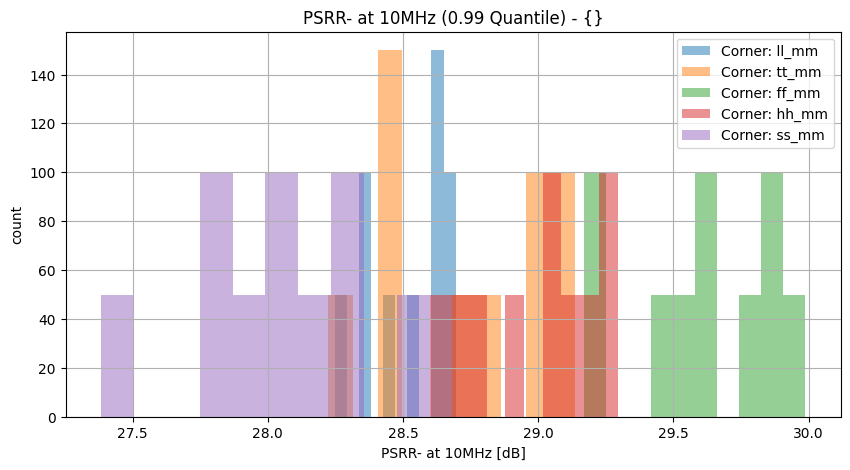 PSRR- at 10MHz (0.99 Quantile) - {}
Corner: ll_mm
Corner: tt_mm
Corner: ff_mm
Corner: hh_mm
Corner: ss_mm
count
140
120
100
80
60
40
20
0
27.5
28.0
28.5
29.0
29.5
30.0
PSRR- at 10MHz [dB]